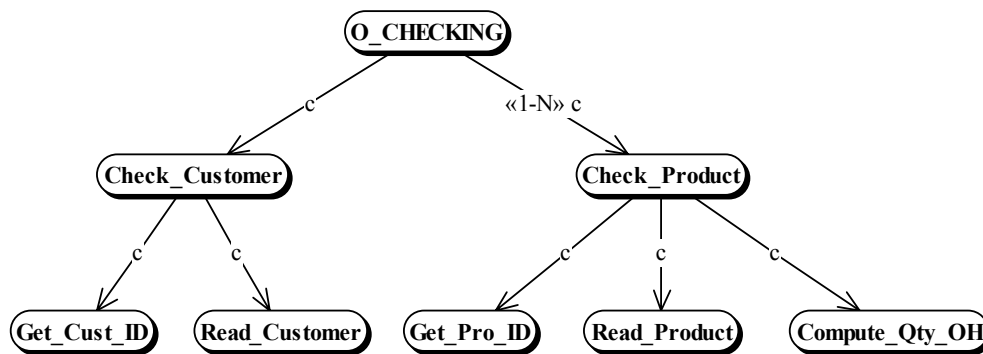 O_CHECKING
c
«1-N» c
Check_Customer
Check_Product
c
c
c
c
c
Get_Cust_ID
Read_Customer
Get_Pro_ID
Read_Product
Compute_Qty_OH